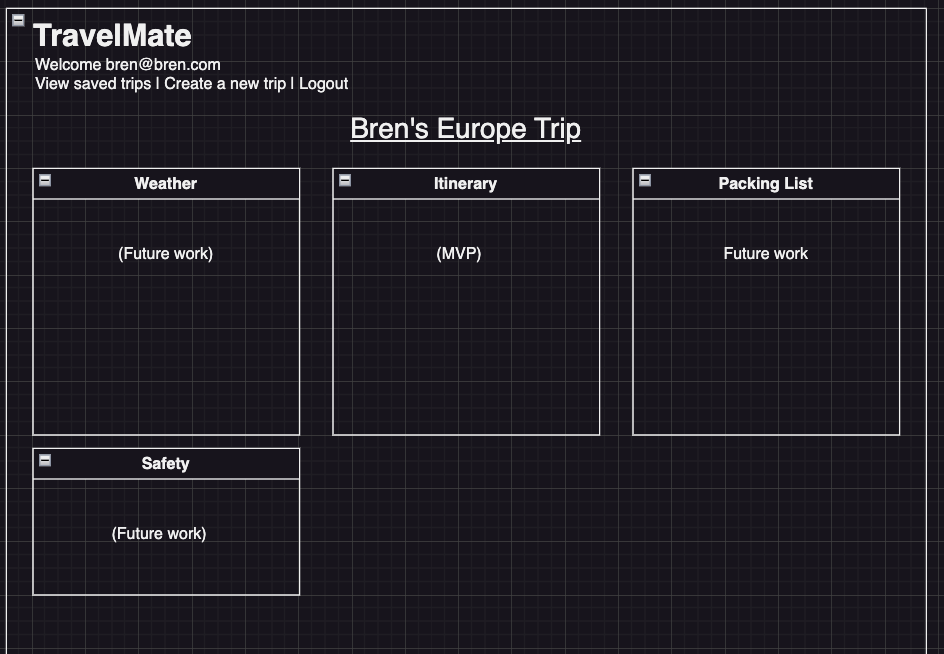 TravelMate
Welcome bren@bren.com
View saved trips | Create a new trip | Logout
Bren's Europe Trip
Weather
Itinerary
Packing List
(Future work)
(MVP)
Future work
Safety
(Future work)